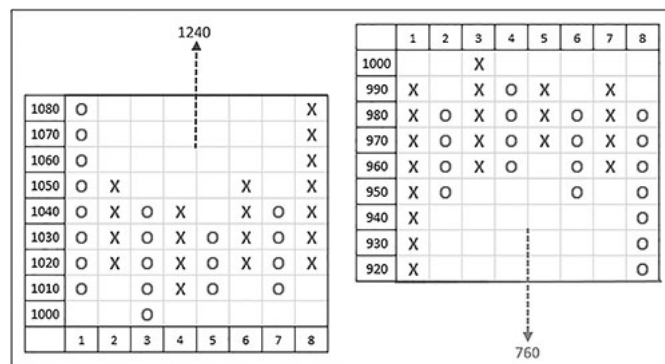 1240
1080 O X
1070 O X
1060 O X
1050 O X X X
1040 O X O X X O X
1030 O X O X O X O X
1020 O X O X O X O X
1010 O O X O O
1000 O
1 2 3 4 5 6 7 8
1 2 3 4 5 6 7 8
1000 X
990 X X O X X
980 X O X O X O X O
970 X O X O X O X O
960 X O X O O X O
950 X O O O
940 X O
930 X O
920 X O
760